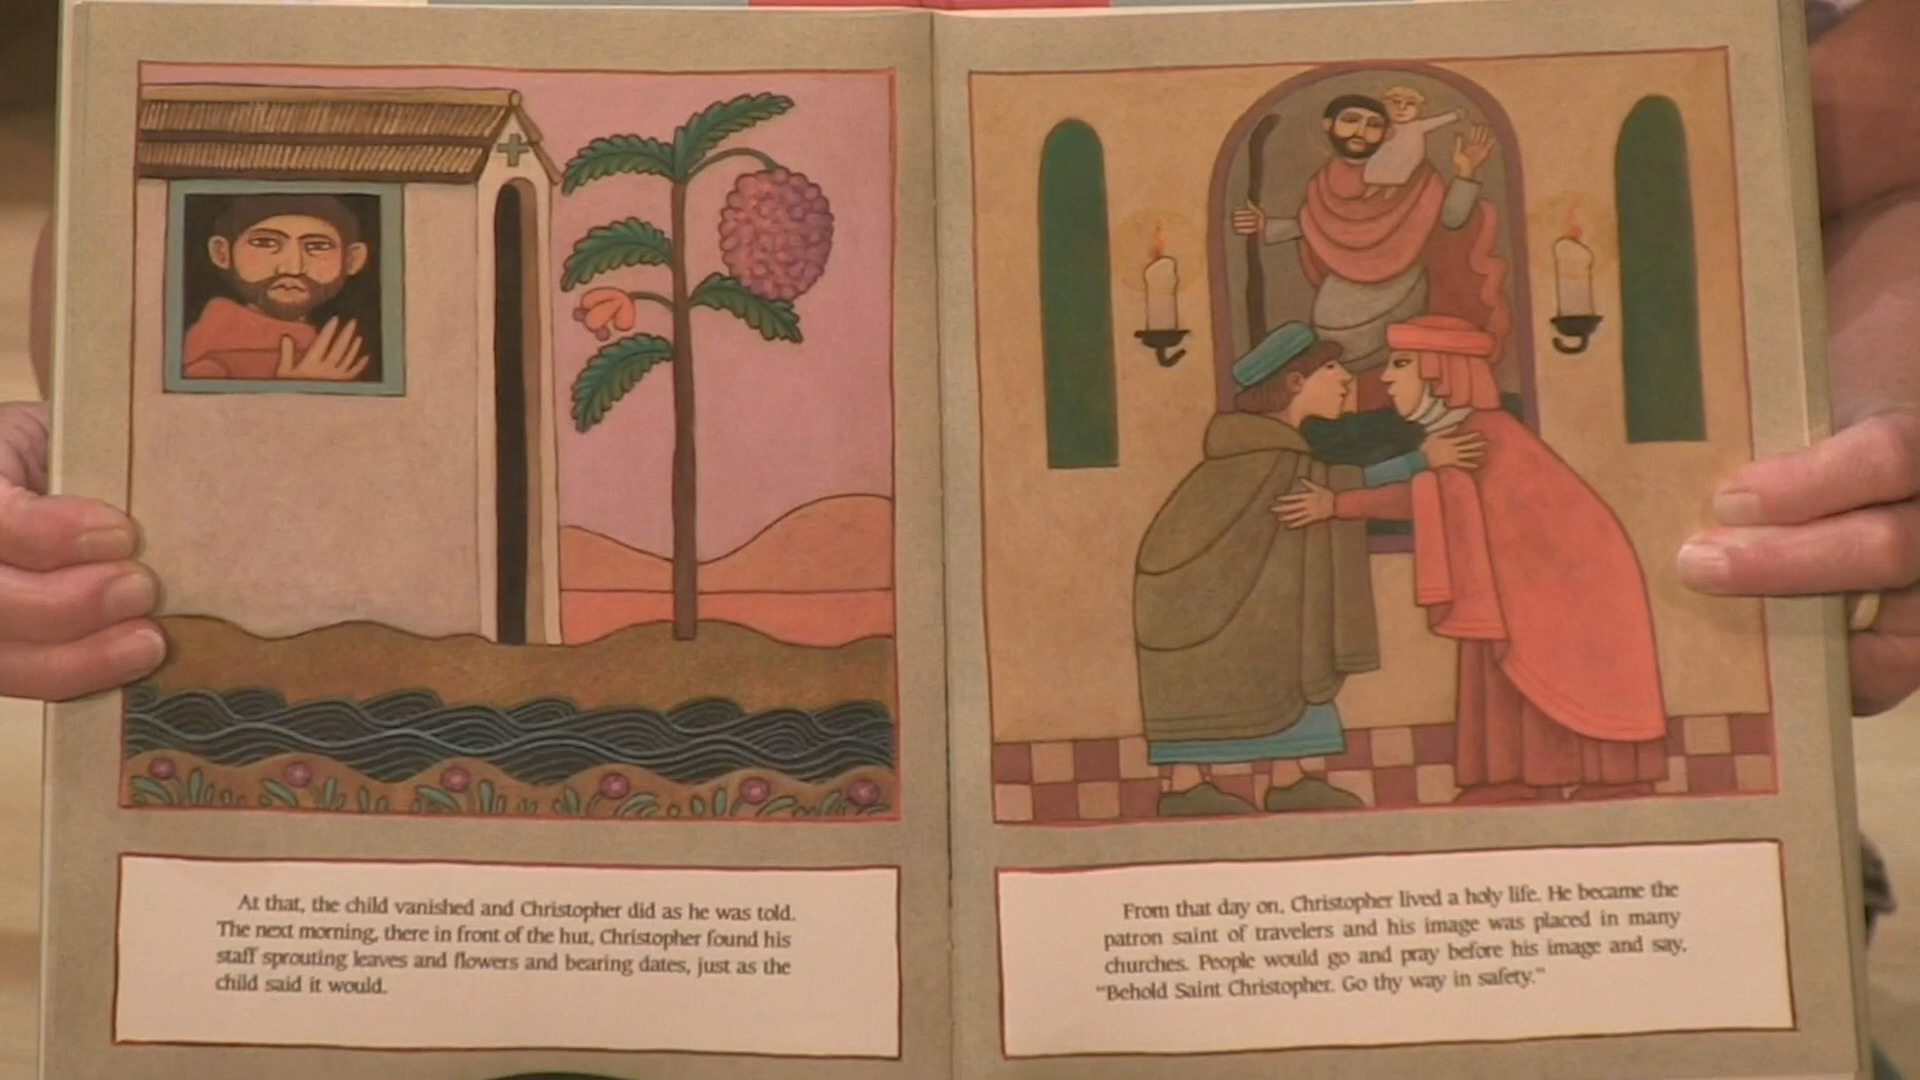 At that, the child vanished and Christopher did as he was told.
The next morning, there in front of the hut, Christopher found his
staff sprouting leaves and flowers and bearing dates, just as the
child said it would.
From that day on, Christopher lived a holy life. He became the
patron saint of travelers and his image was placed in many
churches. People would go and pray before his image and say,
“Behold Saint Christopher. Go thy way in safety.”